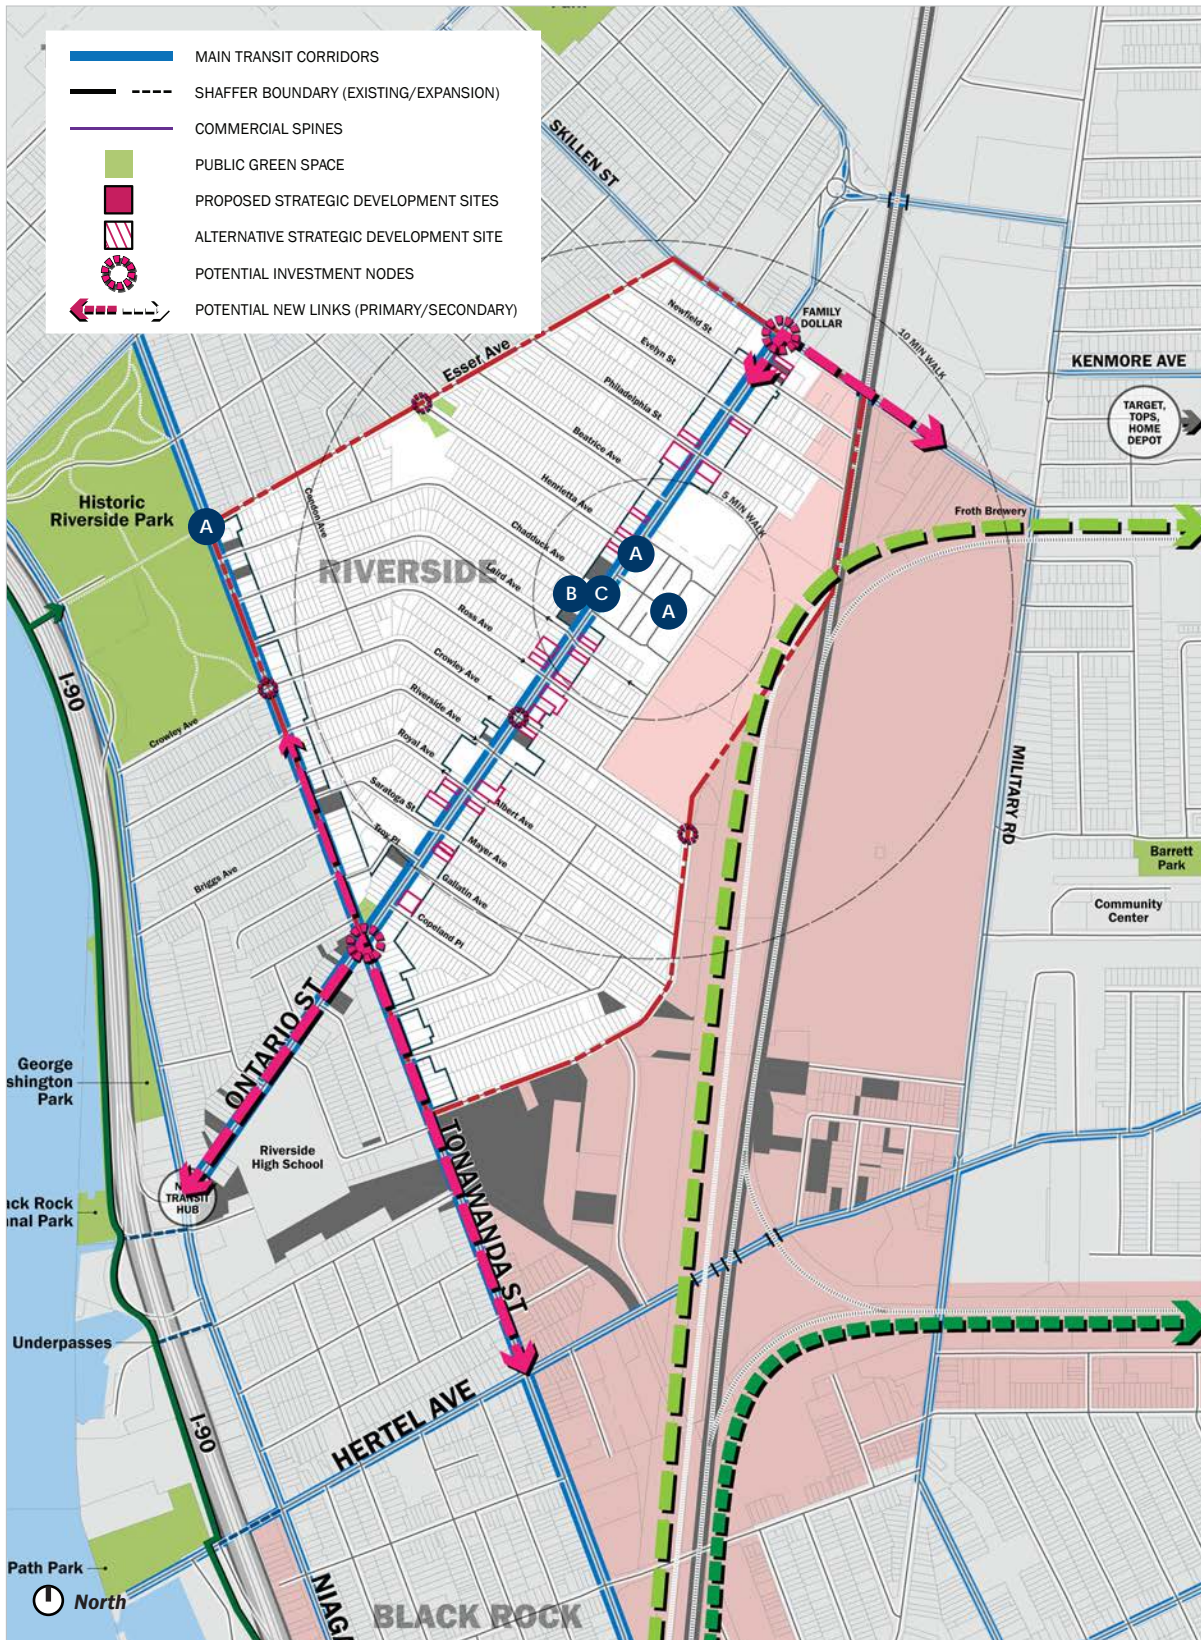 MAIN TRANSIT CORRIDORS
SHAFFER BOUNDARY (EXISTING/EXPANSION)
COMMERCIAL SPINES
PUBLIC GREEN SPACE
PROPOSED STRATEGIC DEVELOPMENT SITES
ALTERNATIVE STRATEGIC DEVELOPMENT SITE
POTENTIAL INVESTMENT NODES
POTENTIAL NEW LINKS (PRIMARY/SECONDARY)
SKILLEN ST
FAMILY
DOLLAR
10 MIN WALK
KENMORE AVE
TARGET,
TOPS,
HOME
DEPOT
Newfield St
Evelyn St
Esser Ave
Philadelphia St
Beatrice Ave
Henrietta Ave
5 MIN WALK
Chadduck Ave
Historic
Riverside Park
A
Froth Brewery
RIVERSIDE
A
B
C
A
Laird Ave
Ross Ave
Crowley Ave
Riverside Ave
Royal Ave
Saratoga St
Troy Pl
I-90
Crowley Ave
MILITARY RD
Albert Ave
Mayer Ave
Gallatin Ave
Copeland Pl
Briggs Ave
Barrett
Park
Community
Center
ONTARIO ST
George
shington
Park
Riverside
High School
TRANSIT
HUB
ack Rock
nal Park
TONAWANDA ST
Underpasses
HERTEL AVE
I-90
Path Park
North
NIAGA
BLACK ROCK